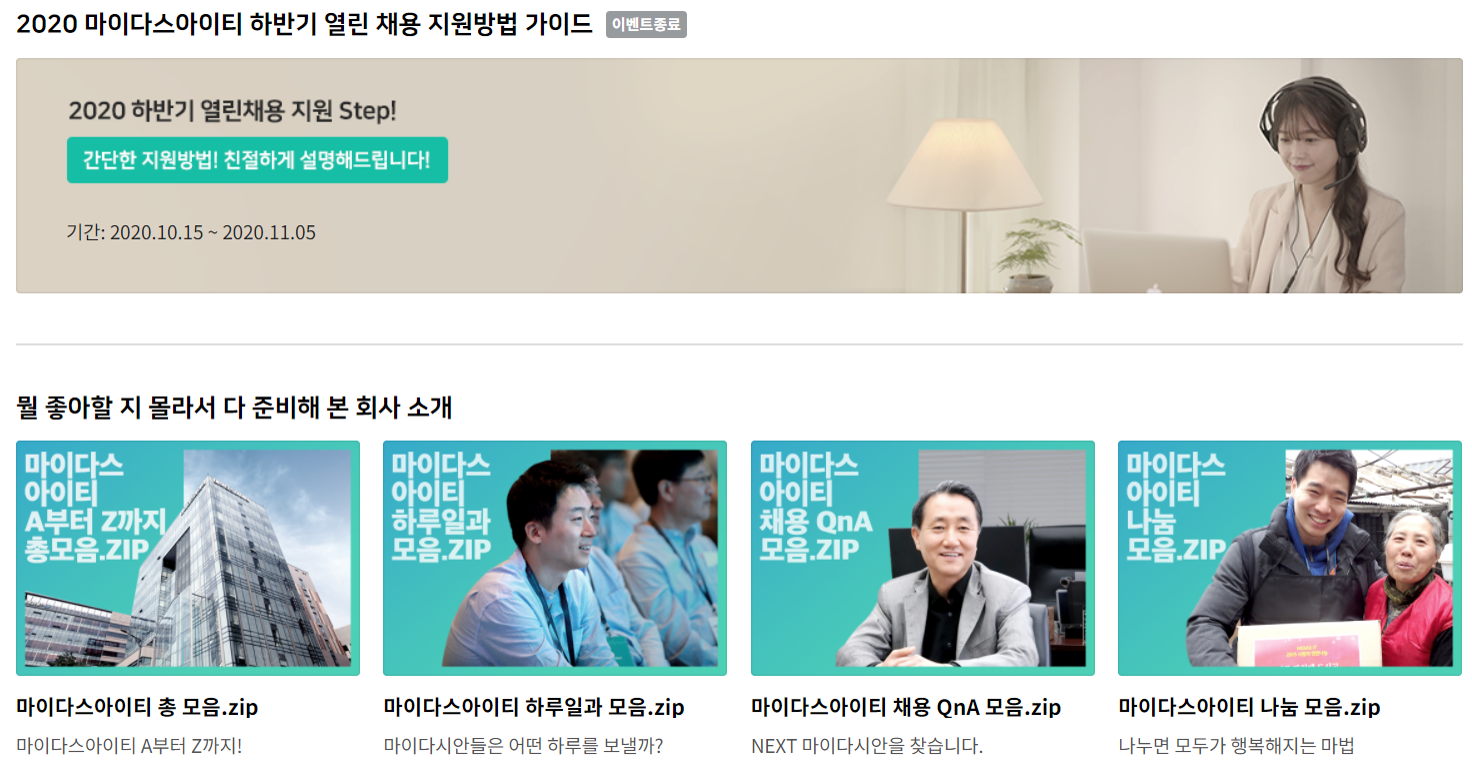 2020 마이다스아이티 하반기 열린 채용 지원방법 가이드 이벤트종료
2020 하반기 열린채용 지원 Step!
간단한 지원방법! 친절하게 설명해드립니다!
기간: 2020.10.15 ~ 2020.11.05
뭘 좋아할 지 몰라서 다 준비해 본 회사 소개
마이다스
아이티
A부터 Z까지
총모음.ZIP
마이다스아이티 총 모음.zip
마이다스아이티 A부터 Z까지!
마이다스
아이티
하루일과
모음.ZIP
마이다스아이티 하루일과 모음.zip
마이다시안들은 어떤 하루를 보낼까?
마이다스
아이티
채용 QnA
모음.ZIP
마이다스아이티 채용 QnA 모음.zip
NEXT 마이다시안을 찾습니다.
마이다스
아이티
나눔
모음.ZIP
마이다스아이티 나눔 모음.zip
나누면 모두가 행복해지는 마법